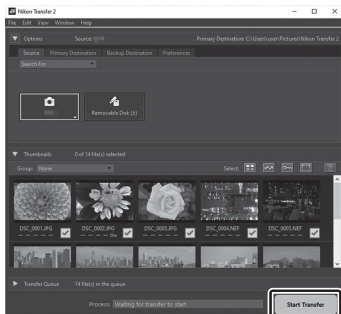 Nikon Transfer 2
File Edit View Window Help
Options Source: Primary Destination: C:\Users\user\Pictures\Nikon Transfer 2
Source Primary Destination Backup Destination Preferences
Search For
Removable Disk (J:)
Thumbnails 0 of 14 file(s) selected
Group: None Select:
DSC_0001.JPG DSC_0002.JPG DSC_0003.JPG DSC_0004.NEF DSC_0005.NEF
Transfer Queue 14 file(s) in the queue
Process: Waiting for transfer to start Start Transfer